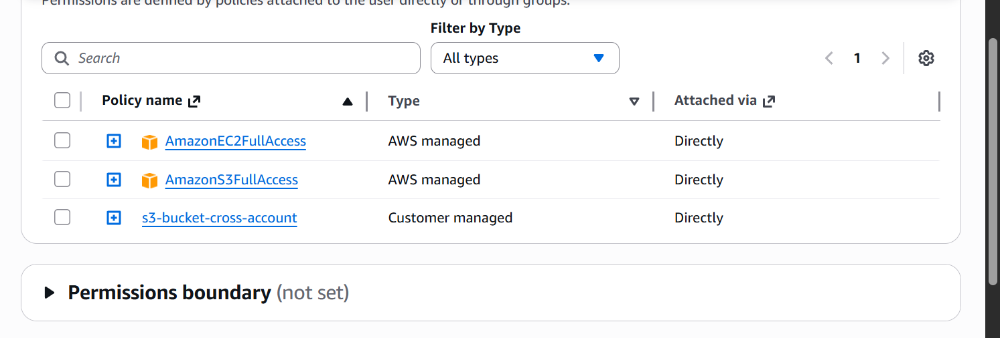 Permissions are defined by policies attached to the user directly or through groups.
Filter by Type
Search
All types
1
Policy name
Type
Attached via
AmazonEC2FullAccess
AWS managed
Directly
AmazonS3FullAccess
AWS managed
Directly
s3-bucket-cross-account
Customer managed
Directly
Permissions boundary (not set)